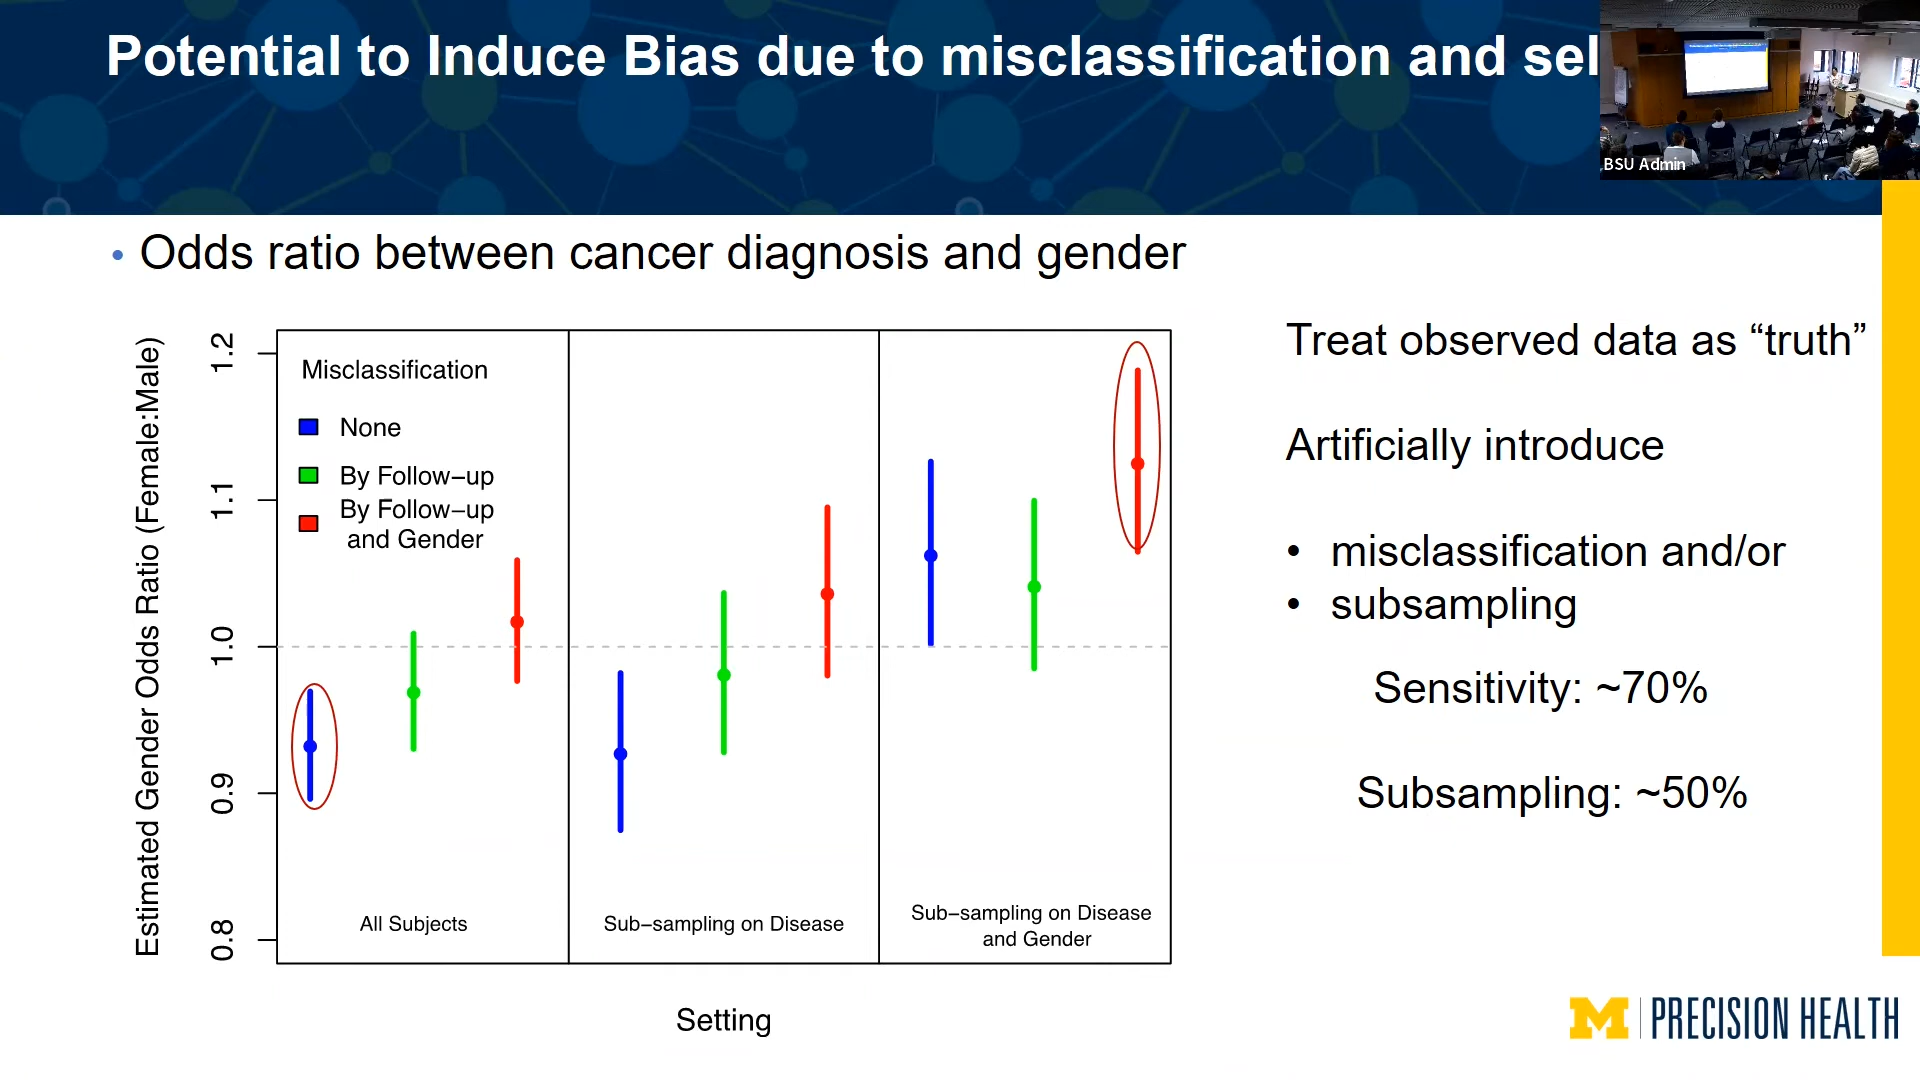 Potential to Induce Bias due to misclassification and sel
BSU Admin
• Odds ratio between cancer diagnosis and gender
Estimated Gender Odds Ratio (Female:Male)
1.2
1.1
1.0
0.9
0.8
Misclassification
None
By Follow−up
By Follow−up
and Gender
All Subjects
Sub−sampling on Disease
Sub−sampling on Disease
and Gender
Setting
Treat observed data as “truth”
Artificially introduce
• misclassification and/or
• subsampling
Sensitivity: ~70%
Subsampling: ~50%
M PRECISION HEALTH